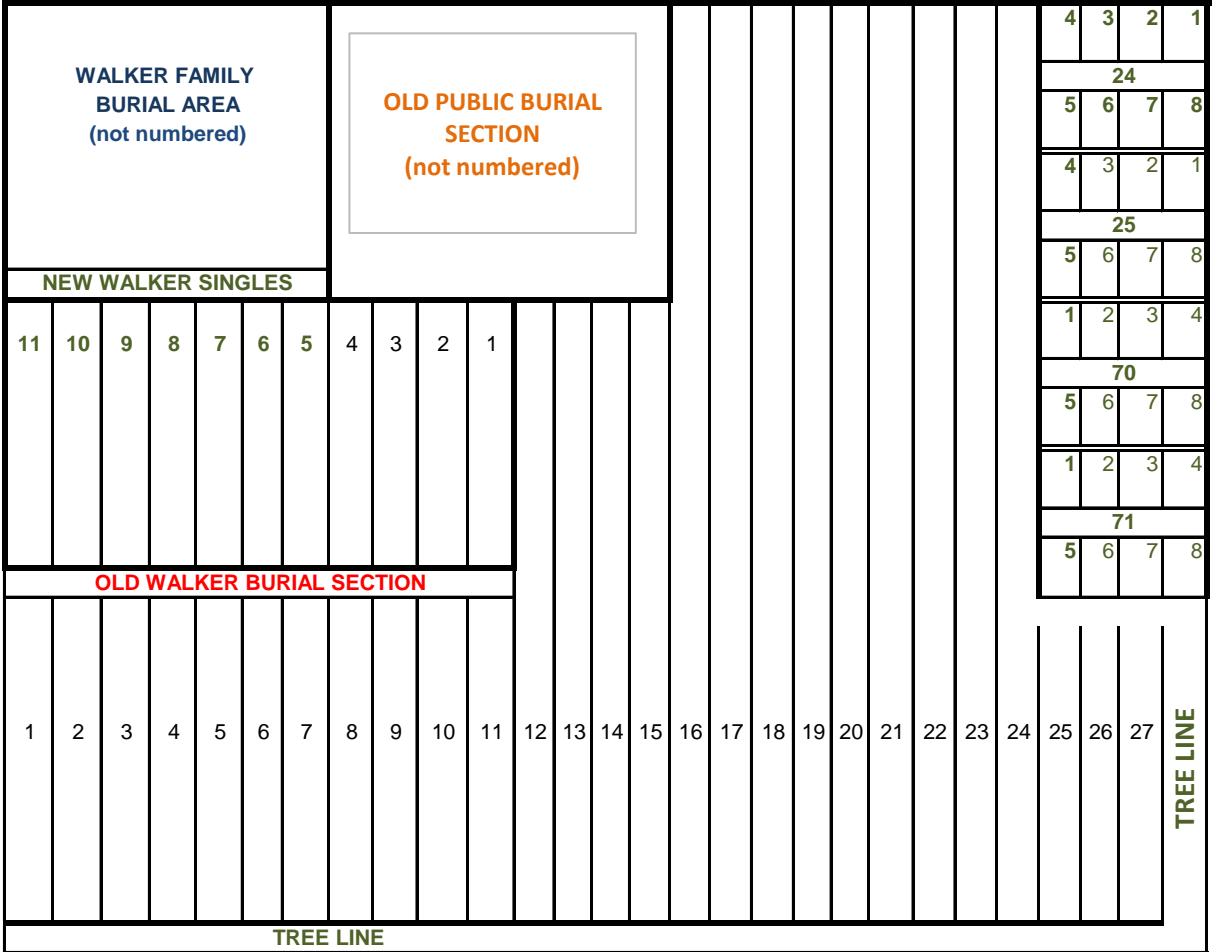 4 3 2 1
24
5 6 7 8
4 3 2 1
25
5 6 7 8
1 2 3 4
70
5 6 7 8
1 2 3 4
71
5 6 7 8
WALKER FAMILY
BURIAL AREA
(not numbered)
OLD PUBLIC BURIAL
SECTION
(not numbered)
NEW WALKER SINGLES
11 10 9 8 7 6 5 4 3 2 1
OLD WALKER BURIAL SECTION
1 2 3 4 5 6 7 8 9 10 11 12 13 14 15 16 17 18 19 20 21 22 23 24 25 26 27
TREE LINE
TREE LINE